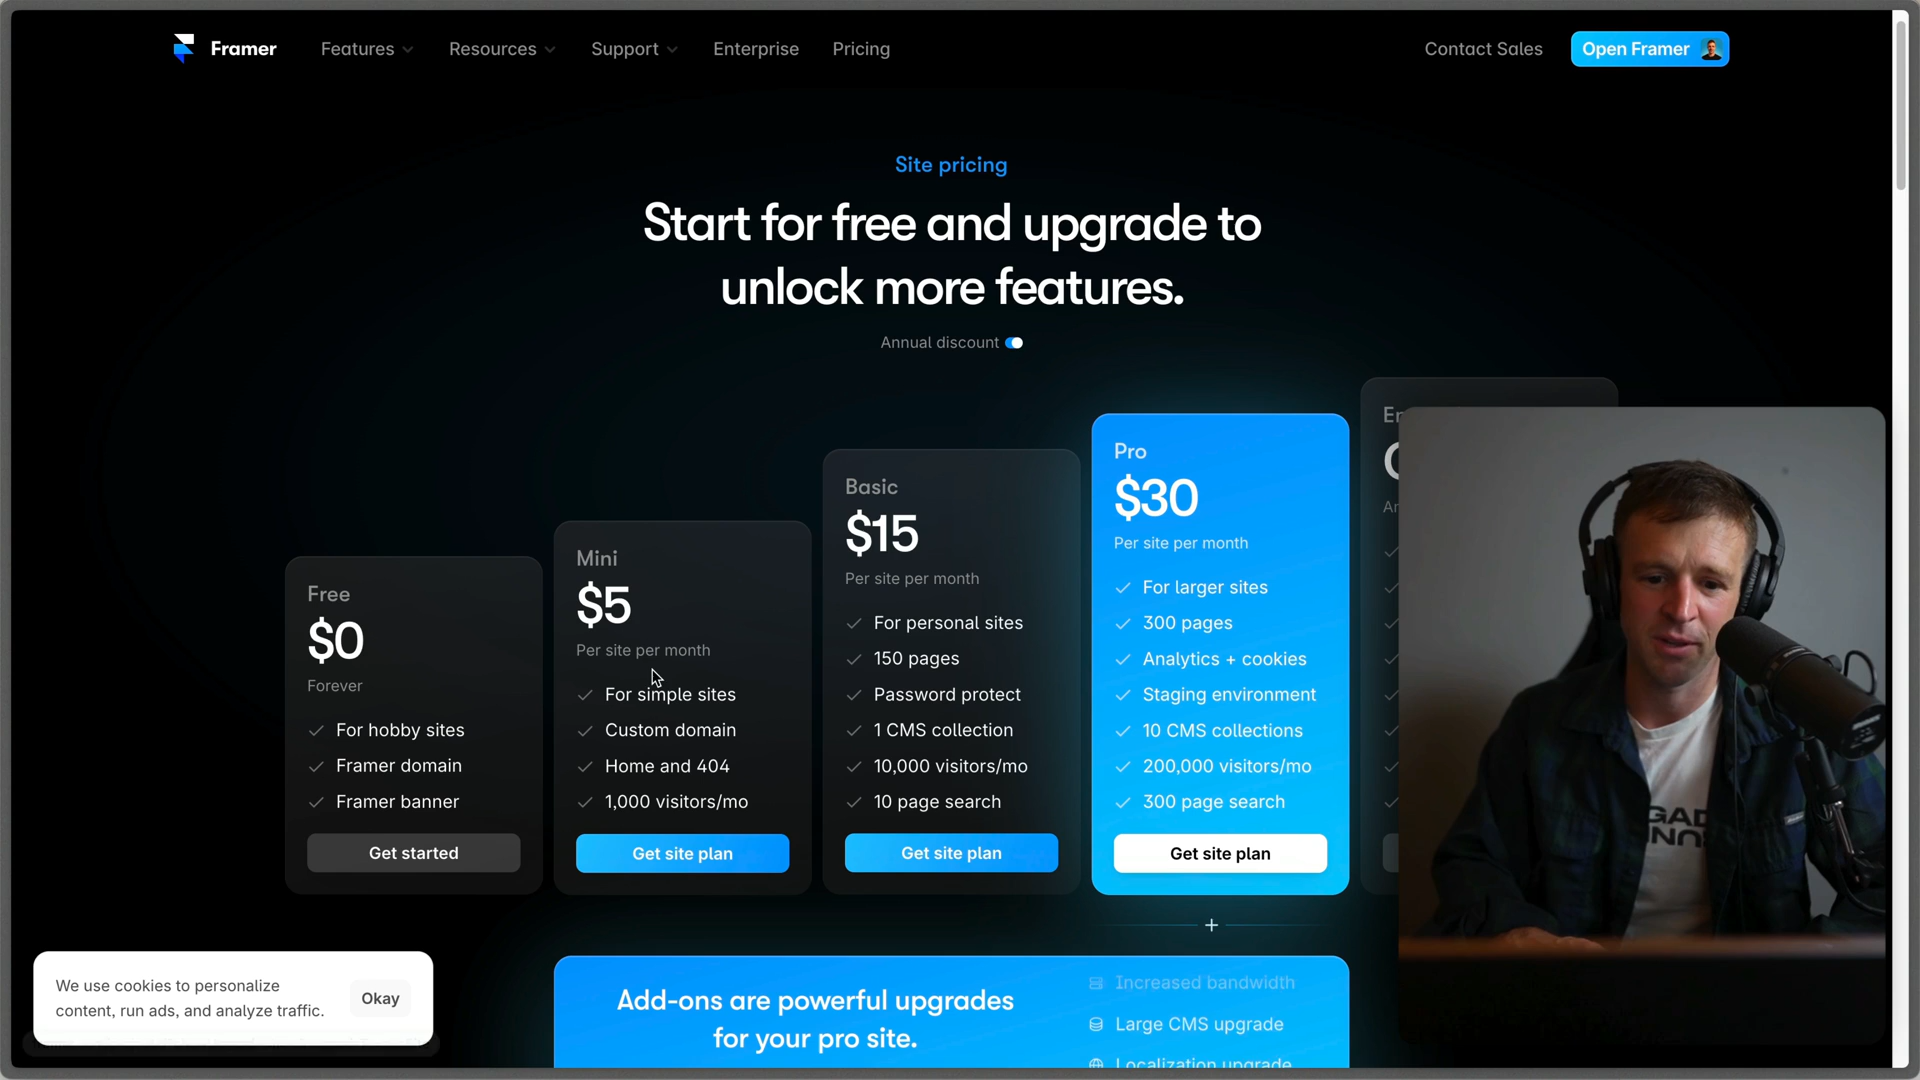 Framer
Features
Resources
Support
Enterprise
Pricing
Contact Sales
Open Framer
Site pricing
Start for free and upgrade to
unlock more features.
Annual discount
Free
$0
Forever
For hobby sites
Framer domain
Framer banner
Get started
Mini
$5
Per site per month
For simple sites
Custom domain
Home and 404
1,000 visitors/mo
Get site plan
Basic
$15
Per site per month
For personal sites
150 pages
Password protect
1 CMS collection
10,000 visitors/mo
10 page search
Get site plan
Pro
$30
Per site per month
For larger sites
300 pages
Analytics + cookies
Staging environment
10 CMS collections
200,000 visitors/mo
300 page search
Get site plan
Add-ons are powerful upgrades
for your pro site.
Increased bandwidth
Large CMS upgrade
Localization upgrade
We use cookies to personalize
content, run ads, and analyze traffic.
Okay